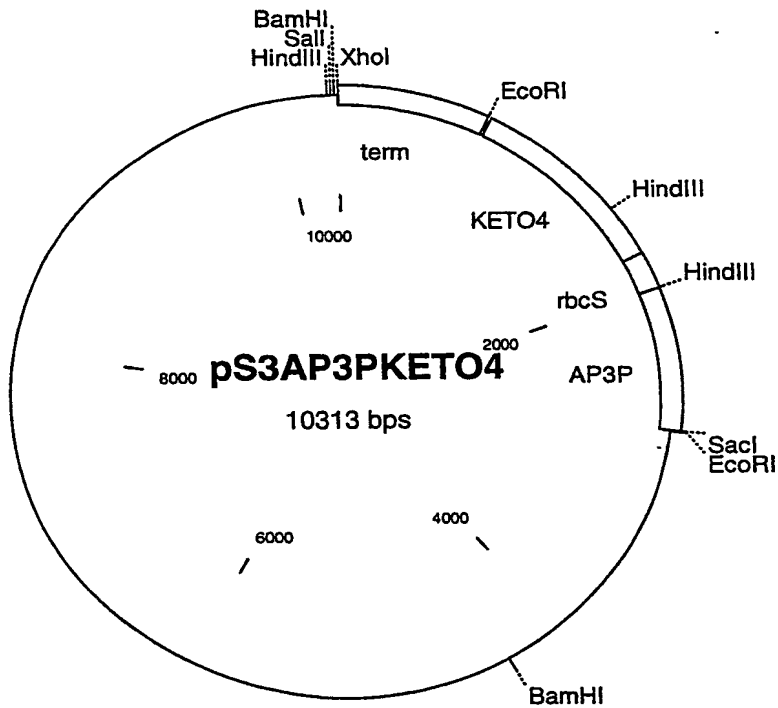 BamHI
SalI
HindIII
XhoI
EcoRI
term
HindIII
KETO4
10000
HindIII
rbcS
2000
8000
pS3AP3PKETO4
AP3P
10313 bps
SacI
EcoRI
4000
6000
BamHI